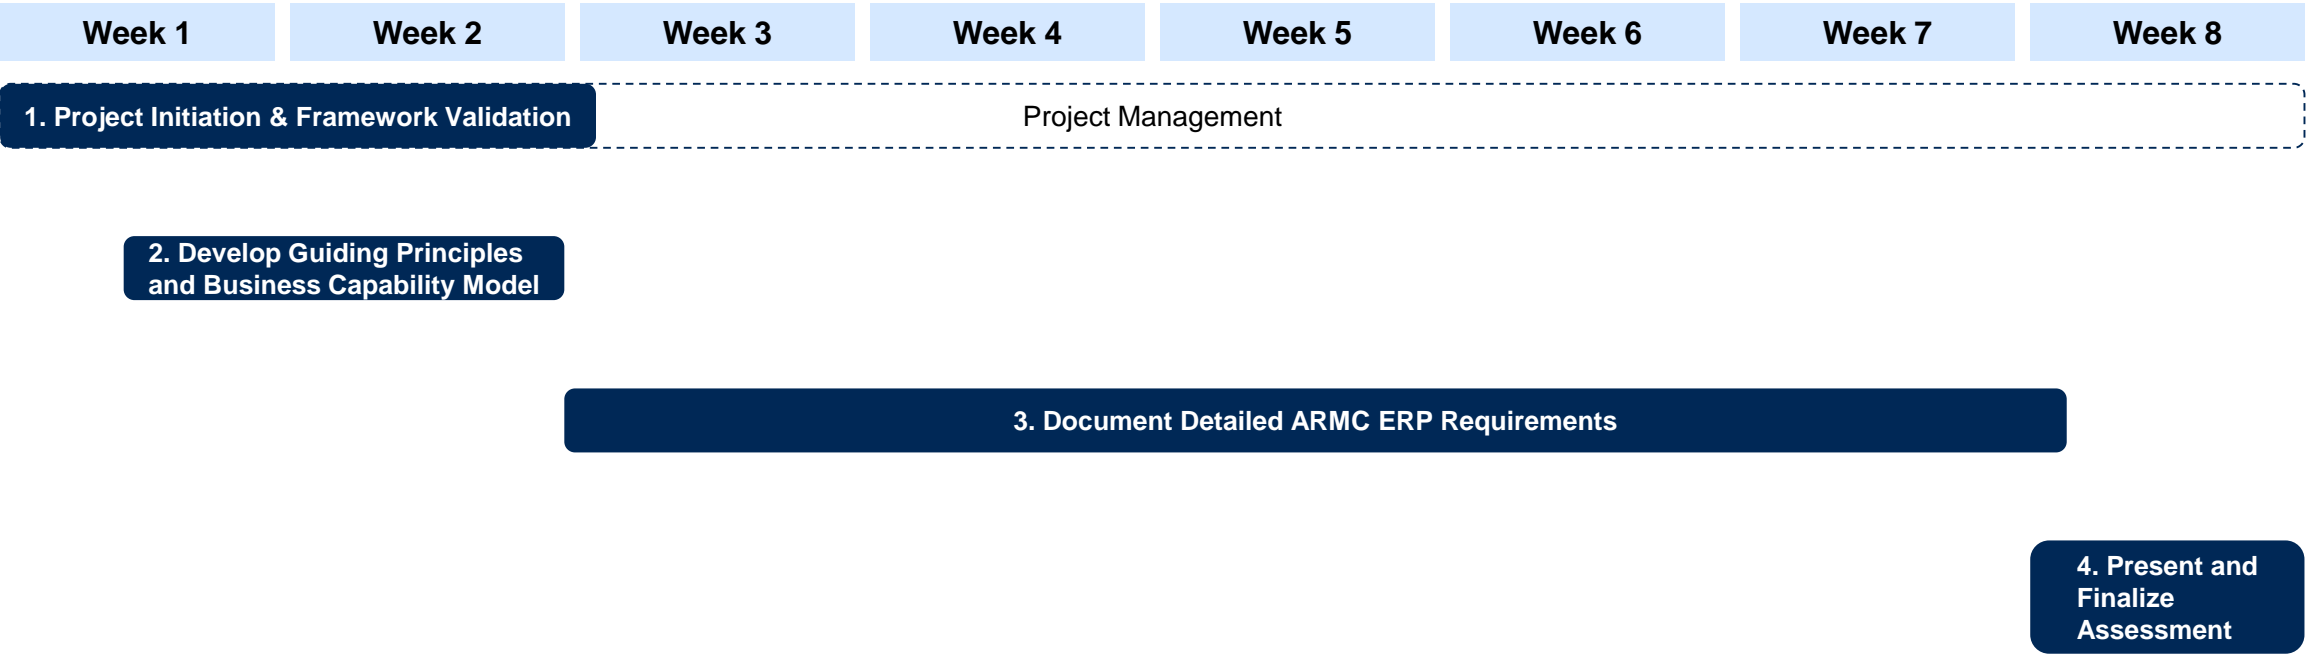 Week 1
Week 2
Week 3
Week 4
Week 5
Week 6
Week 7
Week 8
1. Project Initiation & Framework Validation
Project Management
2. Develop Guiding Principles
and Business Capability Model
3. Document Detailed ARMC ERP Requirements
4. Present and
Finalize
Assessment